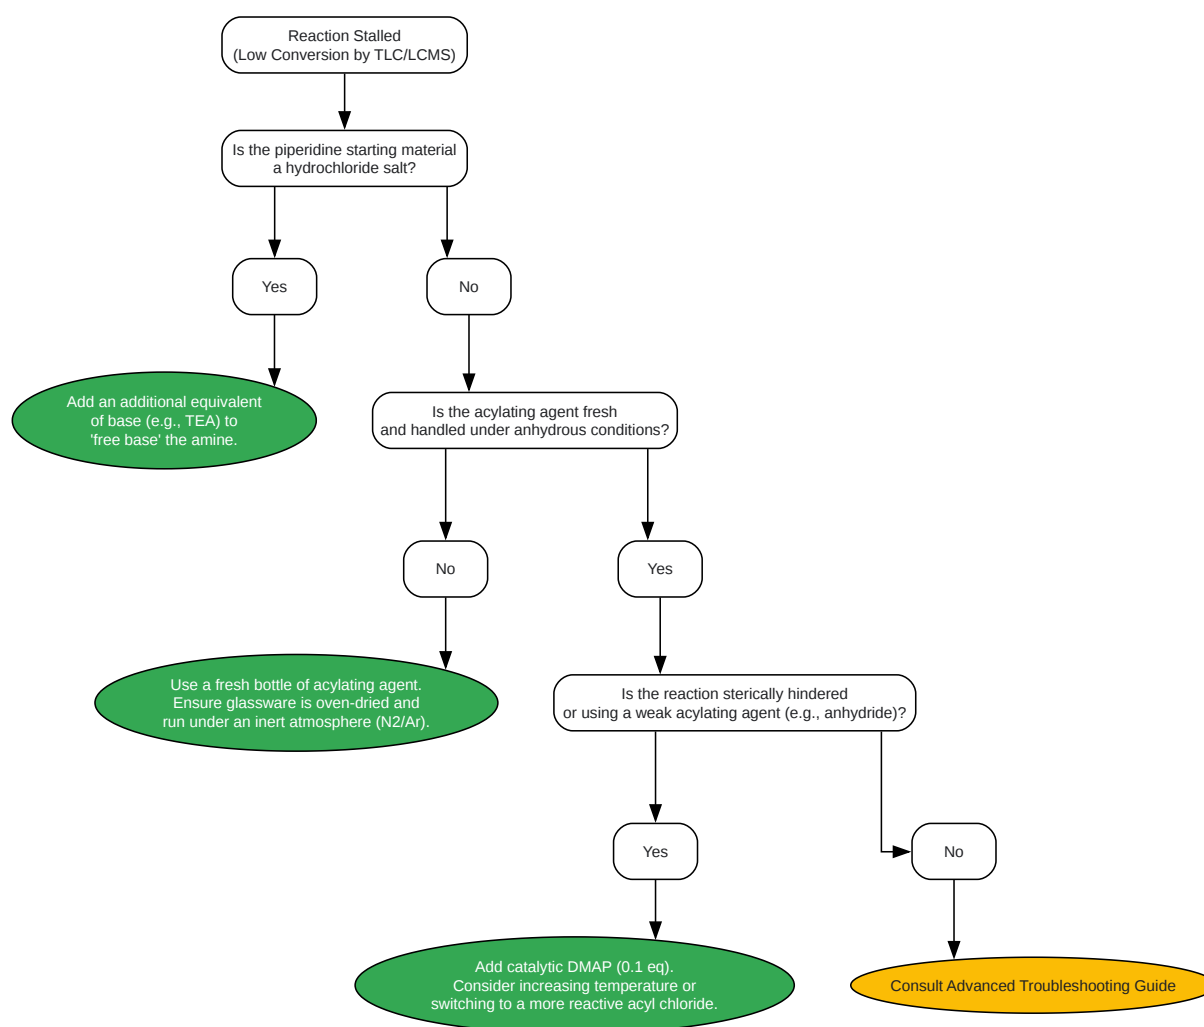 Reaction Stalled
(Low Conversion by TLC/LCMS)
Is the piperidine starting material
a hydrochloride salt?
Yes
No
Add an additional equivalent
of base (e.g., TEA) to
'free base' the amine.
Is the acylating agent fresh
and handled under anhydrous conditions?
No
Yes
Use a fresh bottle of acylating agent.
Ensure glassware is oven-dried and
run under an inert atmosphere (N2/Ar).
Is the reaction sterically hindered
or using a weak acylating agent (e.g., anhydride)?
Yes
No
Add catalytic DMAP (0.1 eq).
Consider increasing temperature or
switching to a more reactive acyl chloride.
Consult Advanced Troubleshooting Guide